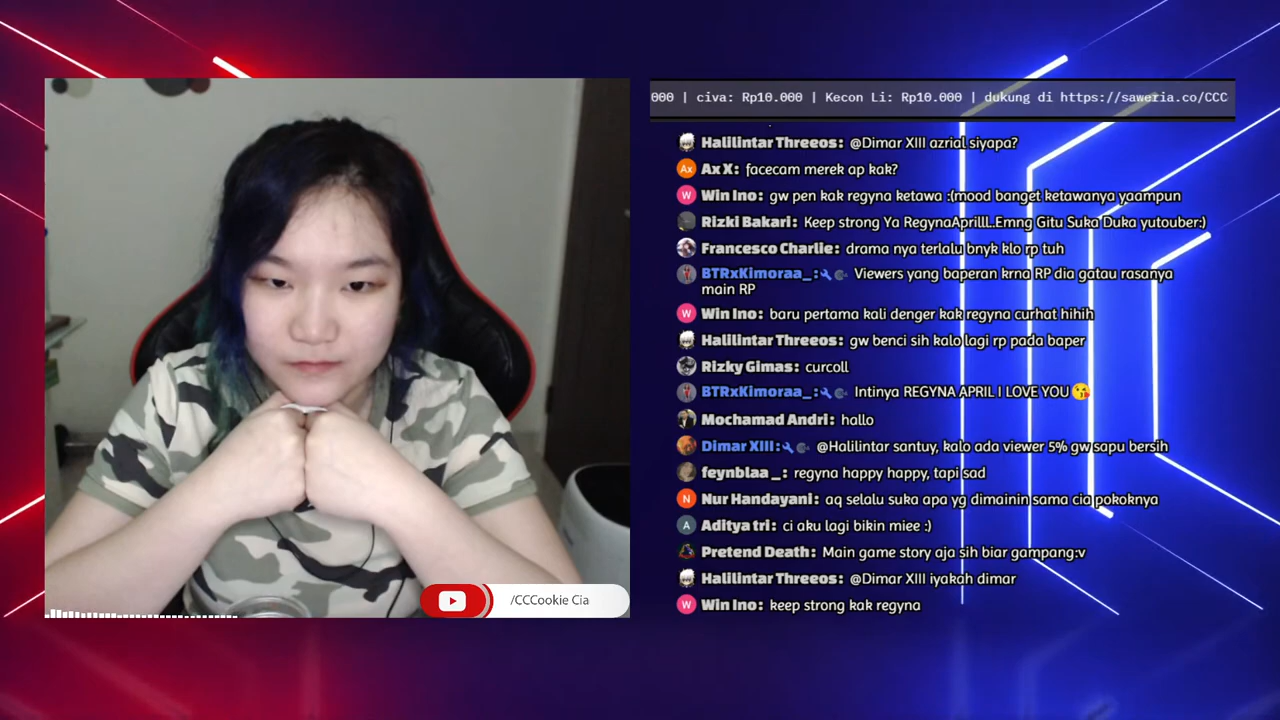 000 | civa: Rp10.000 | Kecon Li: Rp10.000 | dukung di https://saweria.co/CCC
Halilintar Threeos: @Dimar XIII azrial siyapa?
Ax
Ax X: facecam merek ap kak?
W
Win Ino: gw pen kak regyna ketawa :(mood banget ketawanya yaampun
Rizki Bakari: Keep strong Ya RegynaAprilll..Emng Gitu Suka Duka yutouber:)
Francesco Charlie: drama nya terlalu bnyk klo rp tuh
BTRxKimoraa_: Viewers yang baperan krna RP dia gatau rasanya
main RP
W
Win Ino: baru pertama kali denger kak regyna curhat hihih
Halilintar Threeos: gw benci sih kalo lagi rp pada baper
Rizky Gimas: curcoll
BTRxKimoraa_: Intinya REGYNA APRIL I LOVE YOU😘
Mochamad Andri: hallo
Dimar XIII: @Halilintar santuy, kalo ada viewer 5% gw sapu bersih
feynblaa _: regyna happy happy, tapi sad
N
Nur Handayani: aq selalu suka apa yg dimainin sama cia pokoknya
A
Aditya tri: ci aku lagi bikin miee :)
Pretend Death: Main game story aja sih biar gampang:v
Halilintar Threeos: @Dimar XIII iyakah dimar
W
Win Ino: keep strong kak regyna
/CCCookie Cia